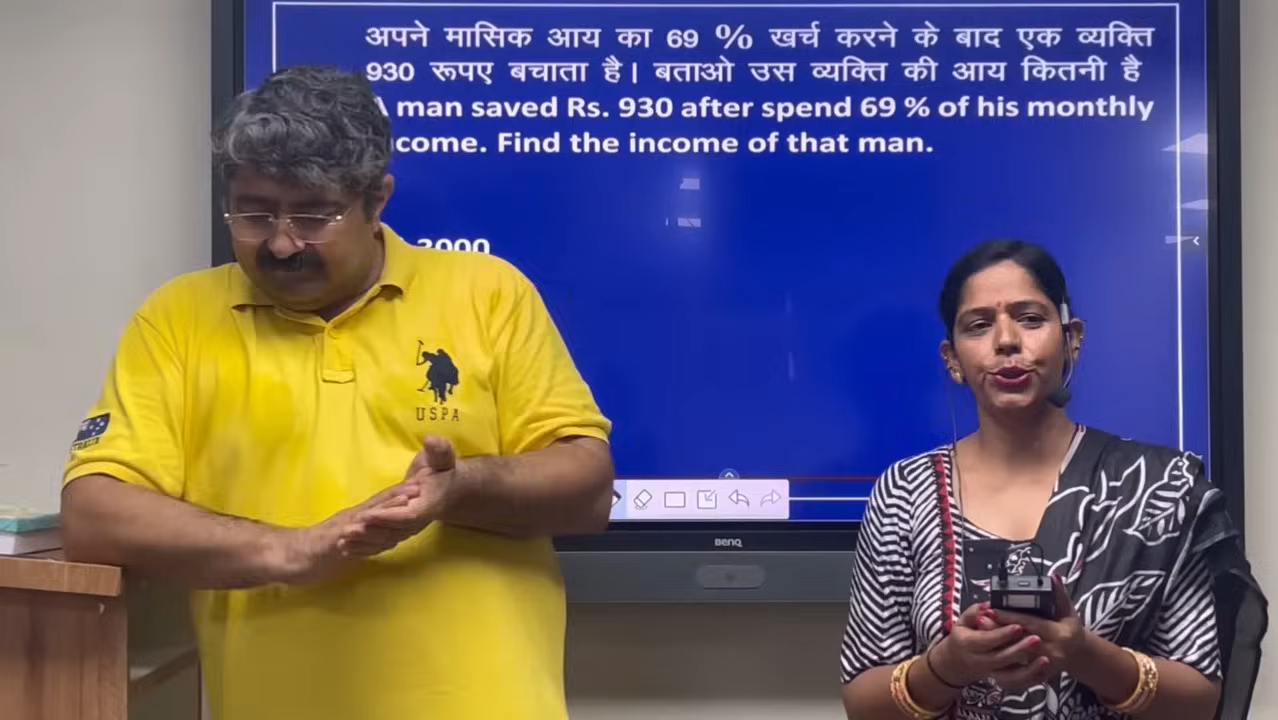 अपने मासिक आय का 69 % खर्च करने के बाद एक व्यक्ति
930 रूपए बचाता है। बताओ उस व्यक्ति की आय कितनी है
man saved Rs. 930 after spend 69 % of his monthly
Find the income of that man.
3000
USPA
BENQ